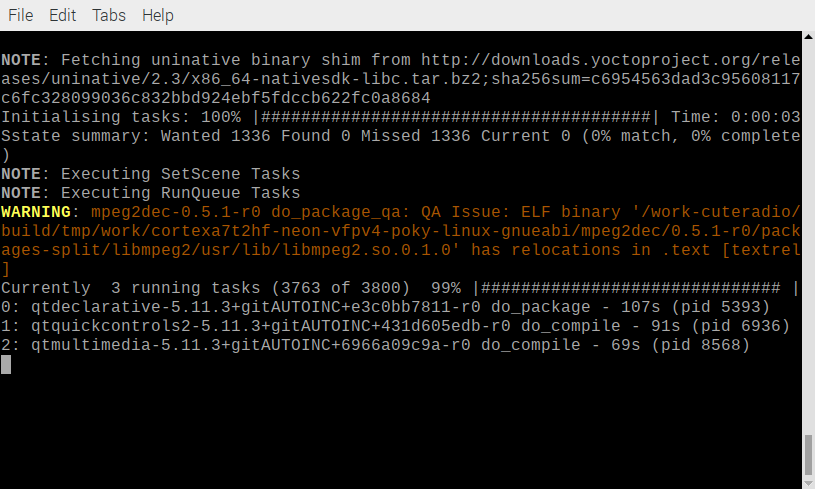 File Edit Tabs Help
NOTE: Fetching uninative binary shim from http://downloads.yoctoproject.org/rele
ases/uninative/2.3/x86_64-nativesdk-libc.tar.bz2;sha256sum=c6954563dad3c95608117
c6fc328099036c832bbd924ebf5fdccb622fc0a8684
Initialising tasks: 100% |#######################################| Time: 0:00:03
Sstate summary: Wanted 1336 Found 0 Missed 1336 Current 0 (0% match, 0% complete
)
NOTE: Executing SetScene Tasks
NOTE: Executing RunQueue Tasks
WARNING: mpeg2dec-0.5.1-r0 do_package_qa: QA Issue: ELF binary '/work-cuteradio/
build/tmp/work/cortexa7t2hf-neon-vfpv4-poky-linux-gnueabi/mpeg2dec/0.5.1-r0/pack
ages-split/libmpeg2/usr/lib/libmpeg2.so.0.1.0' has relocations in .text [textrel
]
Currently  3 running tasks (3763 of 3800)  99% |############################## |
0: qtdeclarative-5.11.3+gitAUTOINC+e3c0bb7811-r0 do_package - 107s (pid 5393)
1: qtquickcontrols2-5.11.3+gitAUTOINC+431d605edb-r0 do_compile - 91s (pid 6936)
2: qtmultimedia-5.11.3+gitAUTOINC+6966a09c9a-r0 do_compile - 69s (pid 8568)